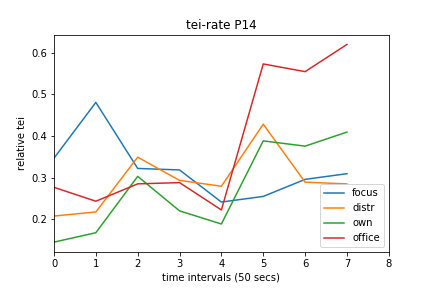 tei-rate P14
relative tei
0.6
0.5
0.4
0.3
0.2
0 1 2 3 4 5 6 7 8
time intervals (50 secs)
focus
distr
own
office